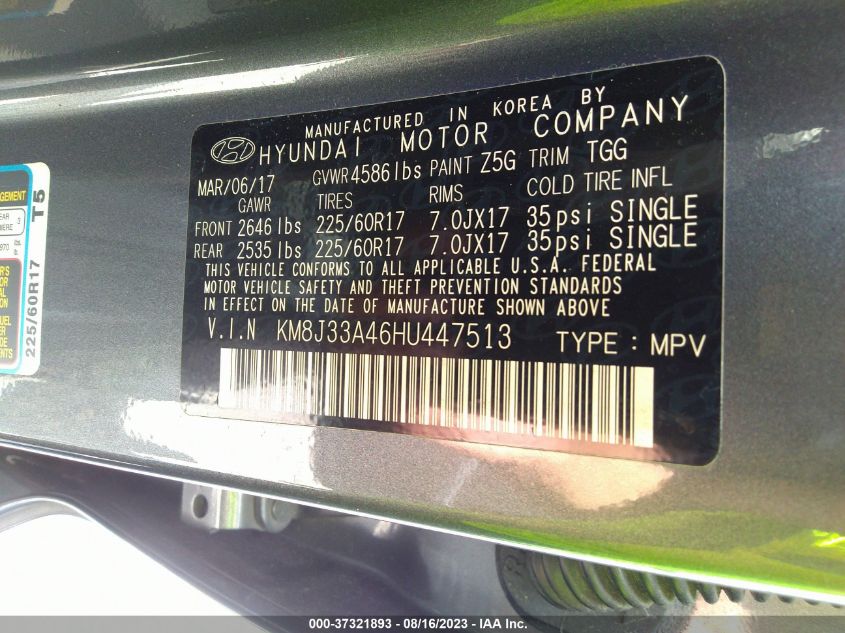 MANUFACTURED IN KOREA BY
HYUNDAI MOTOR COMPANY
MAR/06/17 GVWR 4586 lbs PAINT Z5G TRIM TGG
GAWR TIRES RIMS COLD TIRE INFL
FRONT 2646 lbs 225/60R17 7.0JX17 35psi SINGLE
REAR 2535 lbs 225/60R17 7.0JX17 35psi SINGLE
THIS VEHICLE CONFORMS TO ALL APPLICABLE U.S.A. FEDERAL
MOTOR VEHICLE SAFETY AND THEFT PREVENTION STANDARDS
IN EFFECT ON THE DATE OF MANUFACTURE SHOWN ABOVE
V.I.N KM8J33A46HU447513 TYPE : MPV
225/60R17 T5
3
970 lbs.
000-37321893 - 08/16/2023 - IAA Inc.